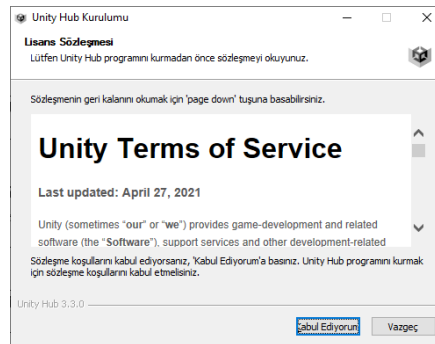 Unity Hub Kurulumu
Lisans Sözleşmesi
Lütfen Unity Hub programını kurmadan önce sözleşmeyi okuyunuz.
Sözleşmenin geri kalanını okumak için 'page down' tuşuna basabilirsiniz.
Unity Terms of Service
Last updated: April 27, 2021
Unity (sometimes “our” or “we”) provides game-development and related
software (the “Software”), support services and other development-related
Sözleşme koşullarını kabul ediyorsanız, 'Kabul Ediyorum'a basınız. Unity Hub programını kurmak
için sözleşme koşullarını kabul etmelisiniz.
Unity Hub 3.3.0
Kabul Ediyorum
Vazgeç